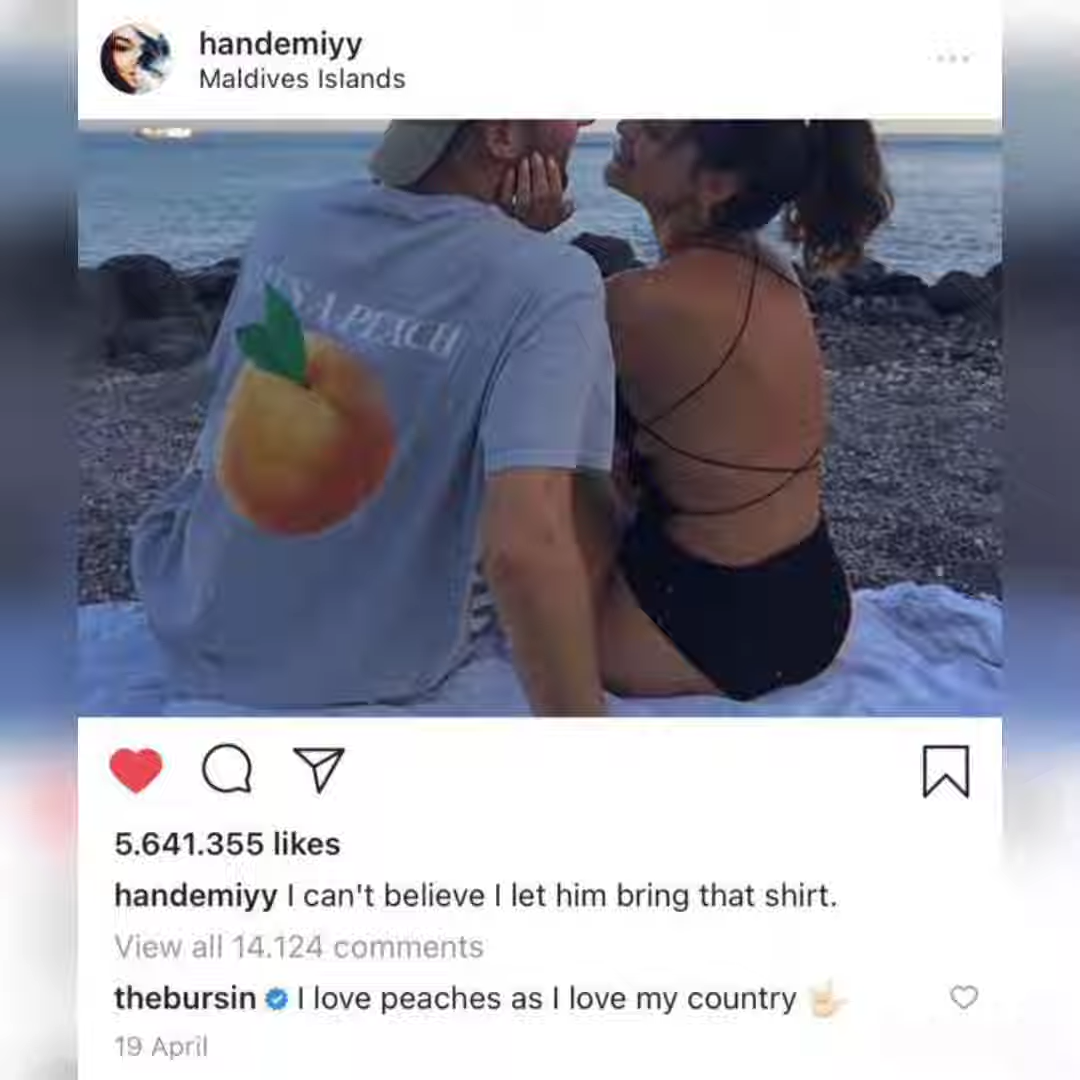 handemiyy
Maldives Islands
A PEACH
5.641.355 likes
handemiyy I can't believe I let him bring that shirt.
View all 14.124 comments
thebursin I love peaches as I love my country 🤟🏻
19 April